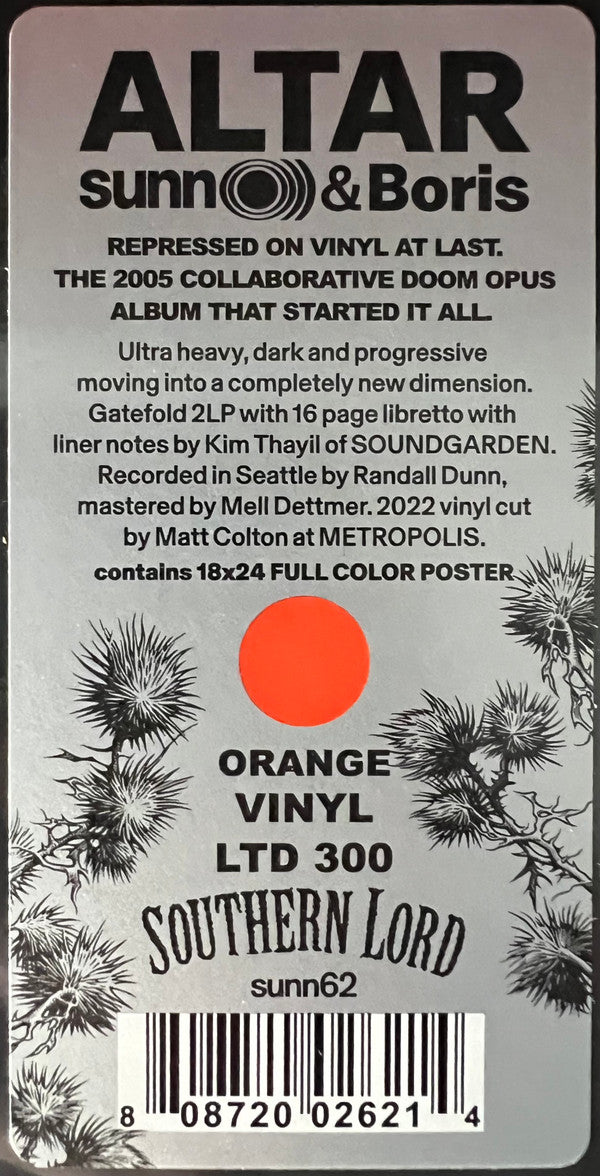 ALTAR
sunn O))) & Boris
REPRESSED ON VINYL AT LAST.
THE 2005 COLLABORATIVE DOOM OPUS
ALBUM THAT STARTED IT ALL.
Ultra heavy, dark and progressive
moving into a completely new dimension.
Gatefold 2LP with 16 page libretto with
liner notes by Kim Thayil of SOUNDGARDEN.
Recorded in Seattle by Randall Dunn,
mastered by Mell Dettmer. 2022 vinyl cut
by Matt Colton at METROPOLIS.
contains 18x24 FULL COLOR POSTER
ORANGE
VINYL
LTD 300
SOUTHERN LORD
sunn62
8 08720 02621 4